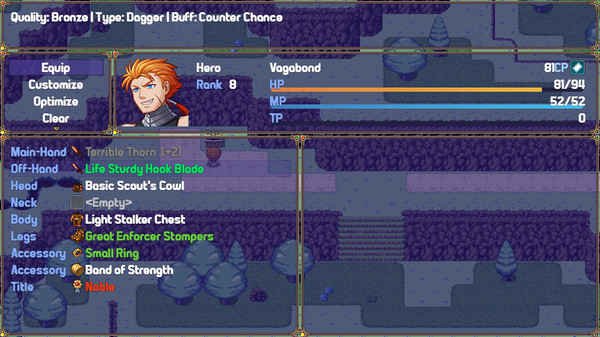 Quality: Bronze | Type: Dagger | Buff: Counter Chance
Equip
Customize
Optimize
Clear
Hero Vagabond 81CP
Rank 8 HP 81/94
MP 52/52
TP 0
Main-Hand Terrible Thorn (+2)
Off-Hand Life Sturdy Hook Blade
Head Basic Scout's Cowl
Neck <Empty>
Body Light Stalker Chest
Legs Great Enforcer Stompers
Accessory Small Ring
Accessory Band of Strength
Title Noble